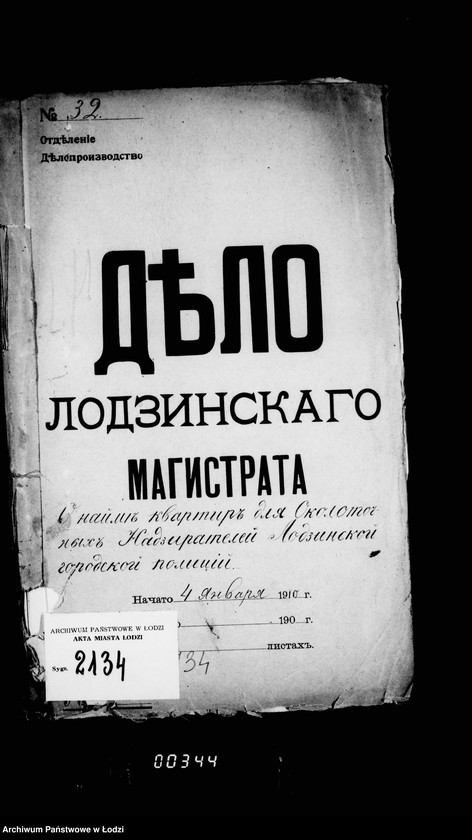 № 32
Отдѣленіе
Дѣлопроизводство
ДѢЛО
ЛОДЗИНСКАГО
МАГИСТРАТА
О наймѣ квартиръ для Околоточ-
ныхъ Надзирателей Лодзинской
городской полиціи
Начато 4 Января 1910 г.
190 г.
листахъ.
ARCHIWUM PAŃSTWOWE W ŁODZI
AKTA MIASTA ŁODZI
Sygn. 2134
34
00344
Archiwum Państwowe w Łodzi